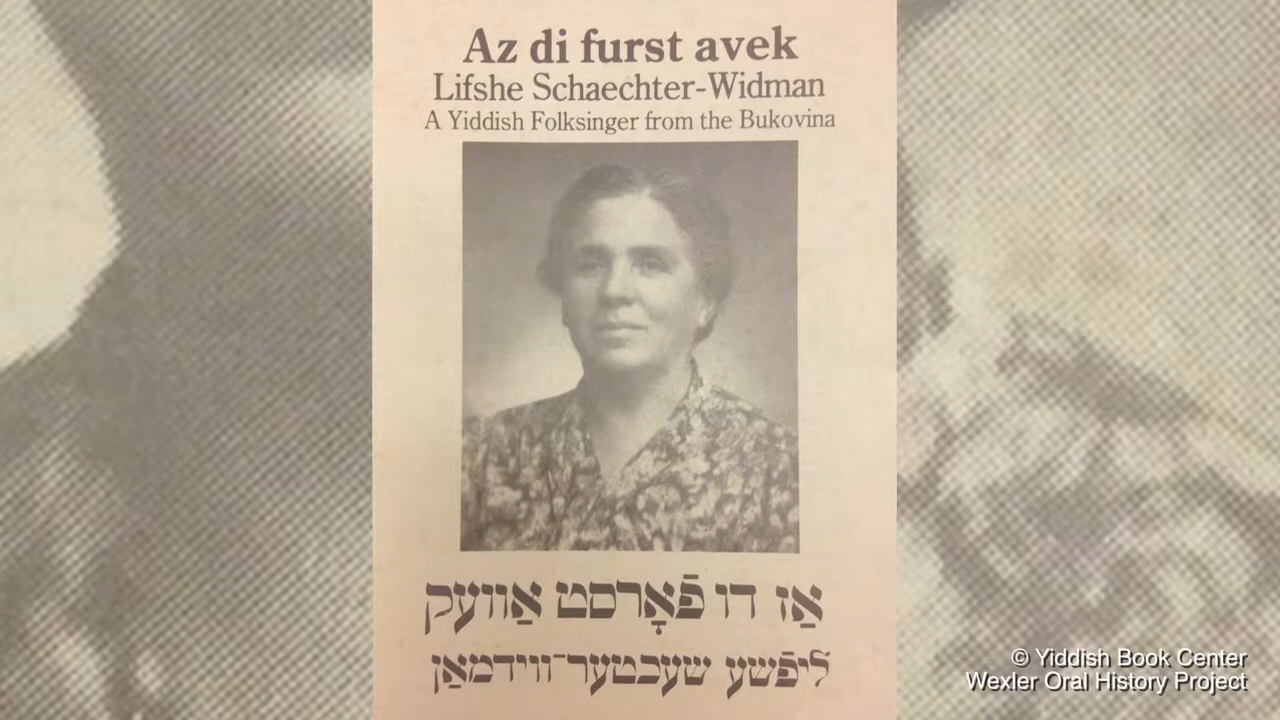 Az di furst avek
Lifshe Schaechter-Widman
A Yiddish Folksinger from the Bukovina
אַז דו פֿאָרסט אַוועק
ליפֿשע שעכטער־ווידמאַן
© Yiddish Book Center
Wexler Oral History Project